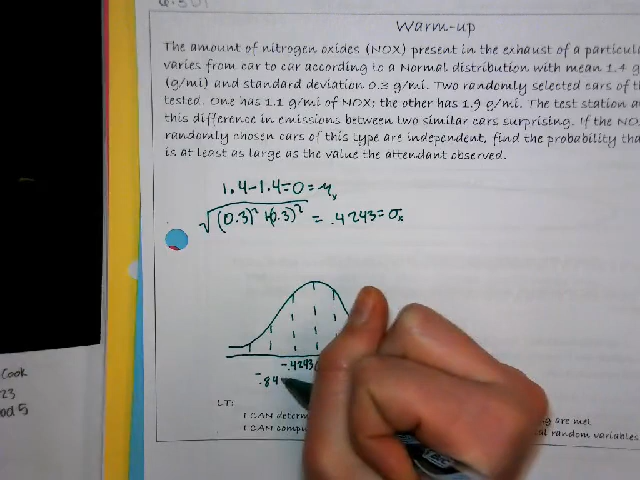 Warm-up
The amount of nitrogen oxides (NOX) present in the exhaust of a particula
varies from car to car according to a Normal distribution with mean 1.4 g
(g/mi) and standard deviation 0.3 g/mi. Two randomly selected cars of th
tested. One has 1.1 g/mi of NOX; the other has 1.9 g/mi. The test station a
this difference in emissions between two similar cars surprising. If the NO
randomly chosen cars of this type are independent, find the probability tha
is at least as large as the value the attendant observed.
1.4-1.4=0=μx
√(0.3)²+(0.3)² = .4243=σx
-.4243
-.84
LT:
I CAN determ
ng are met
I CAN compu
al random variables
Cook
23
od 5